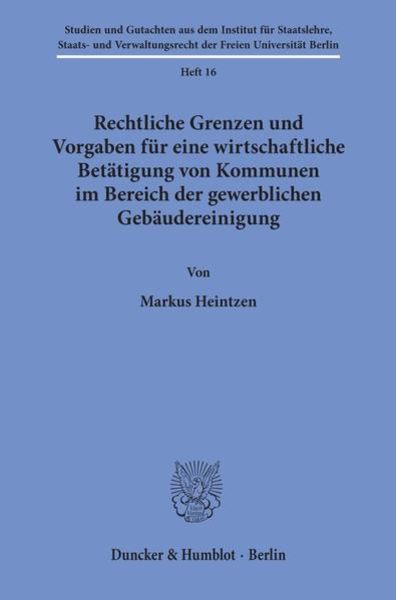 Studien und Gutachten aus dem Institut für Staatslehre,
Staats- und Verwaltungsrecht der Freien Universität Berlin
Heft 16
Rechtliche Grenzen und
Vorgaben für eine wirtschaftliche
Betätigung von Kommunen
im Bereich der gewerblichen
Gebäudereinigung
Von
Markus Heintzen
Duncker & Humblot · Berlin